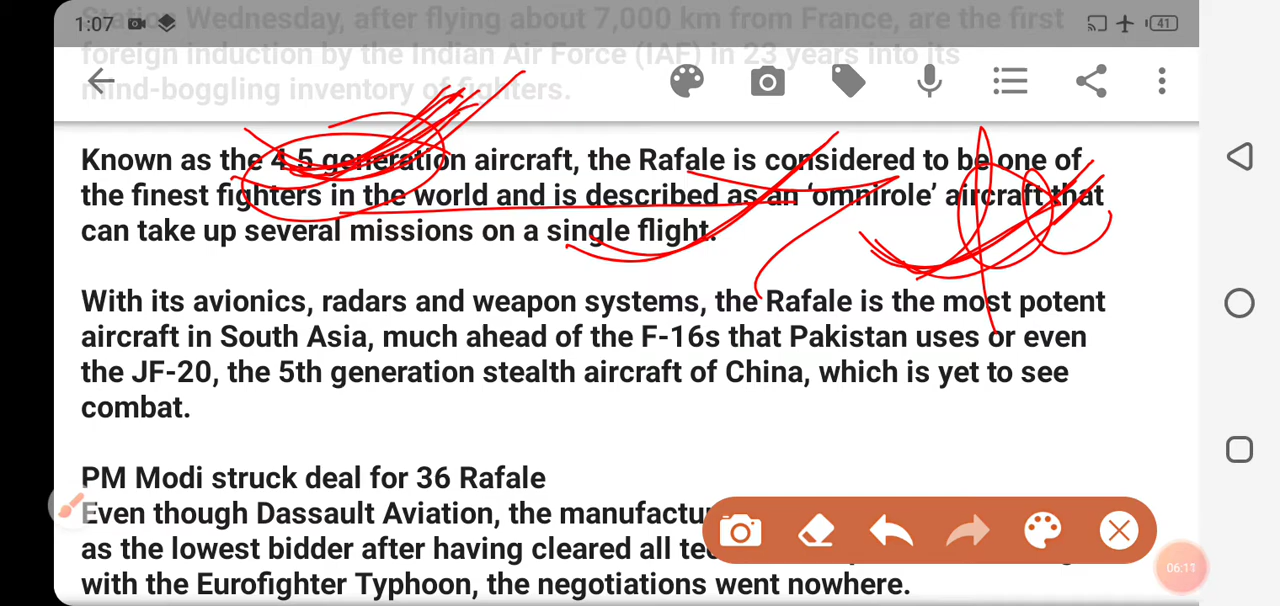 Station Wednesday, after flying about 7,000 km from France, are the first
1:07
41
foreign induction by the Indian Air Force (IAF) in 23 years into its
mind-boggling inventory of fighters.
Known as the 4.5 generation aircraft, the Rafale is considered to be one of
the finest fighters in the world and is described as an ‘omnirole’ aircraft that
can take up several missions on a single flight.
With its avionics, radars and weapon systems, the Rafale is the most potent
aircraft in South Asia, much ahead of the F-16s that Pakistan uses or even
the JF-20, the 5th generation stealth aircraft of China, which is yet to see
combat.
PM Modi struck deal for 36 Rafale
Even though Dassault Aviation, the
as the lowest bidder after having cleared all
with the Eurofighter Typhoon, the negotiations went nowhere.
06:11